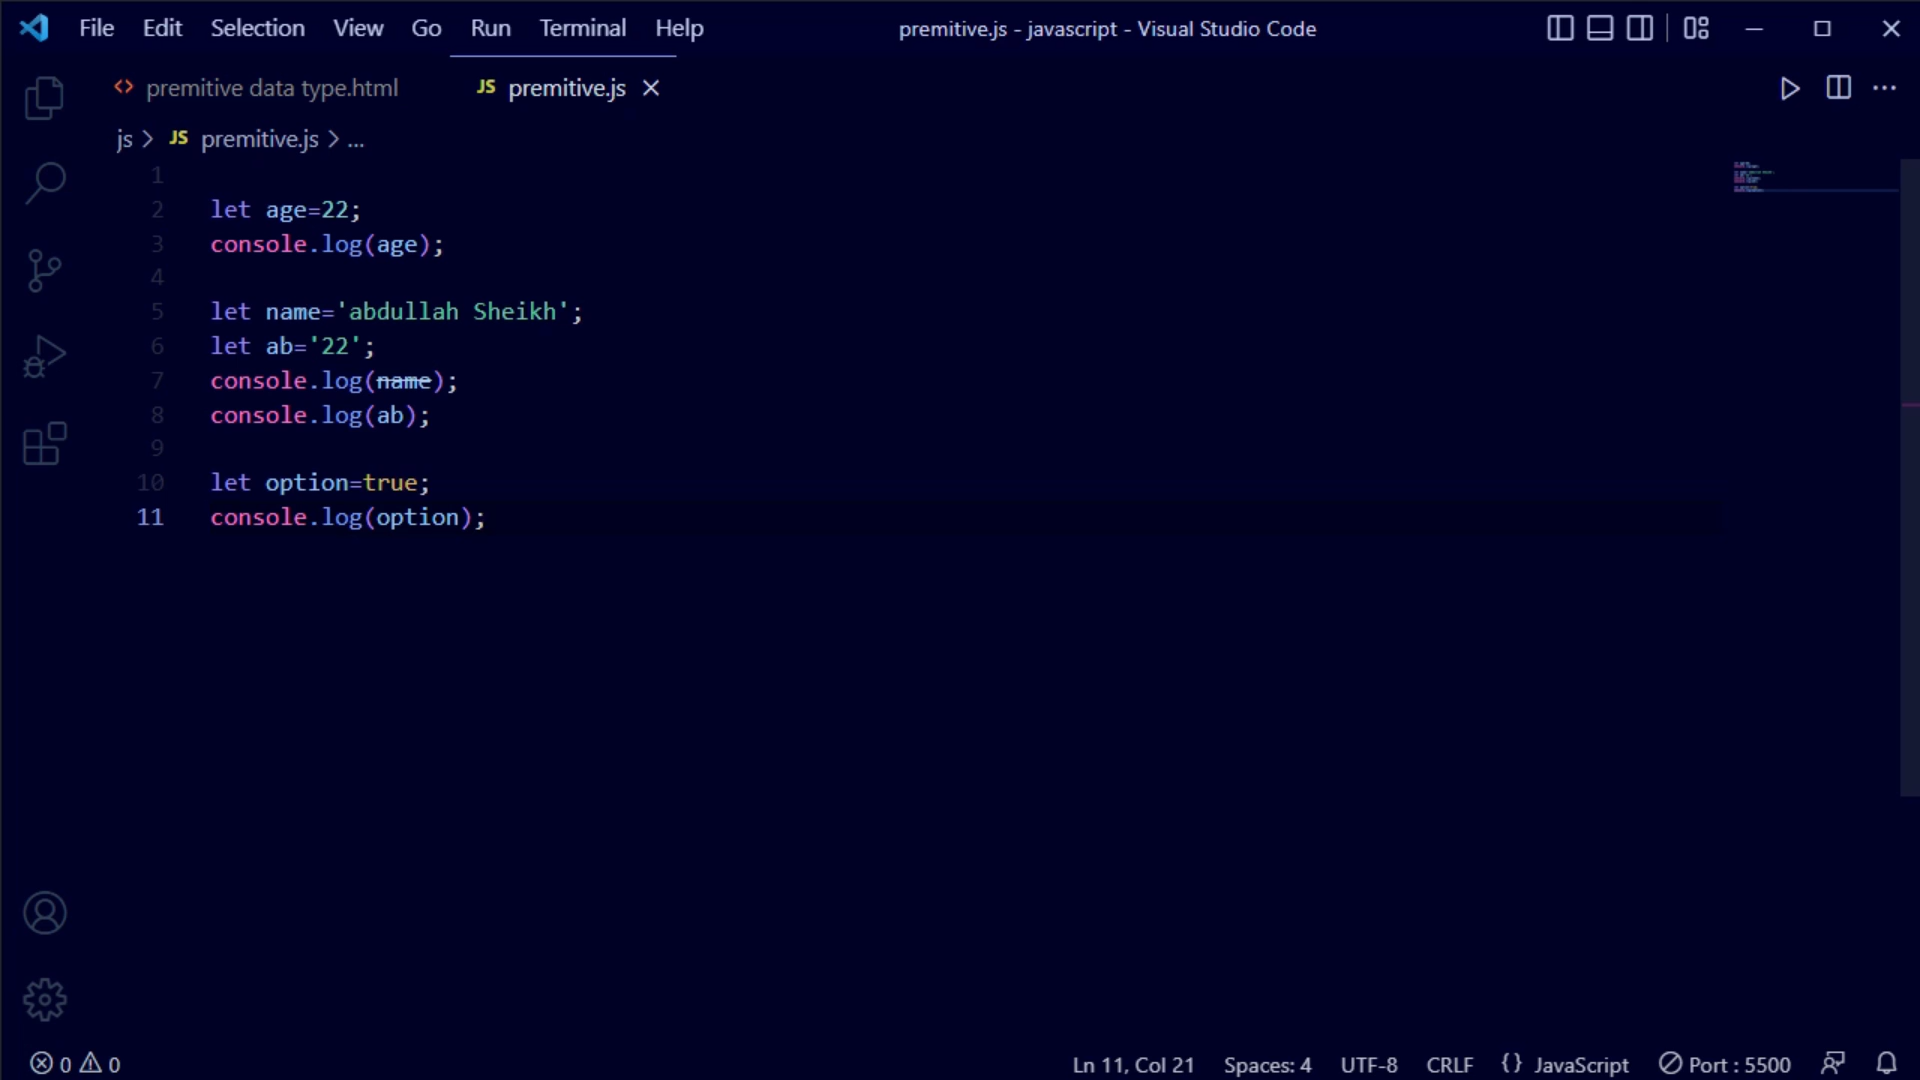 File Edit Selection View Go Run Terminal Help premitive.js - javascript - Visual Studio Code
<> premitive data type.html JS premitive.js
js > JS premitive.js > ...
1
2 let age=22;
3 console.log(age);
4
5 let name='abdullah Sheikh';
6 let ab='22';
7 console.log(name);
8 console.log(ab);
9
10 let option=true;
11 console.log(option);
0 0 Ln 11, Col 21 Spaces: 4 UTF-8 CRLF {} JavaScript Port : 5500